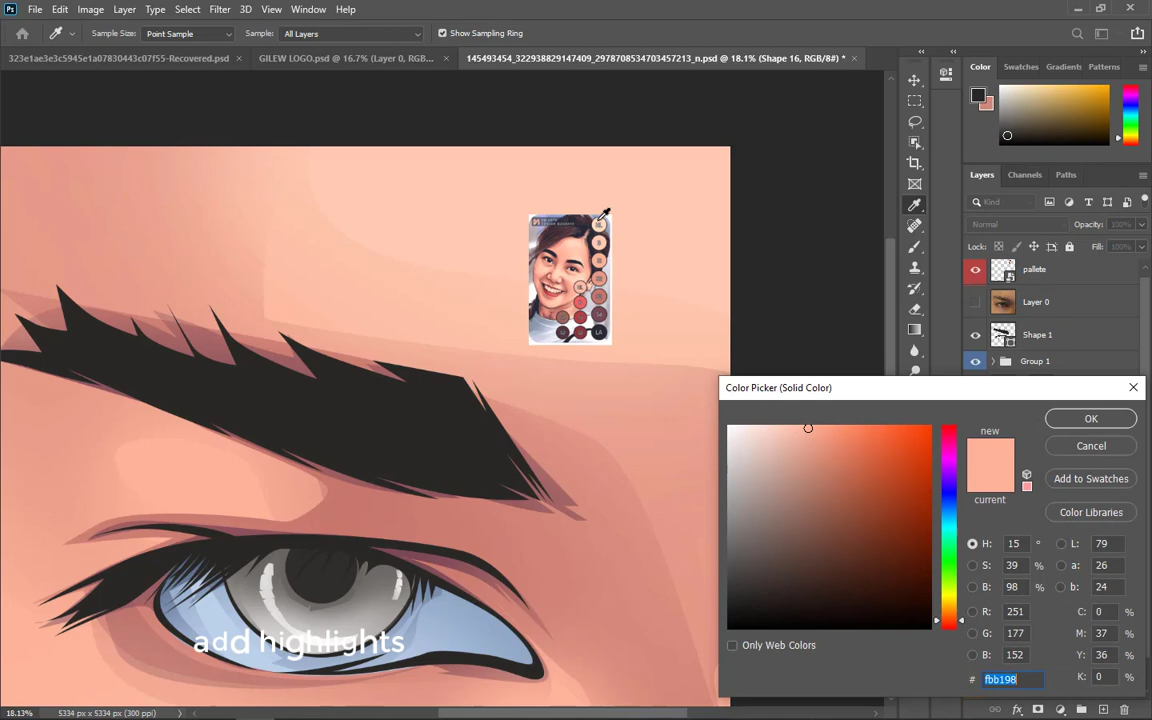 File Edit Image Layer Type Select Filter 3D View Window Help
Sample Size: Point Sample Sample: All Layers Show Sampling Ring
323e1ae3e3c5945e1a07830443c07f55-Recovered.psd × GILEW LOGO.psd @ 16.7% (Layer 0, RGB... × 145493454_322938829147409_2978708534703457213_n.psd @ 18.1% (Shape 16, RGB/8#) * ×
Color Swatches Gradients Patterns
Layers Channels Paths
Kind
Normal Opacity: 100%
Lock: Fill: 100%
pallete
Layer 0
Shape 1
Group 1
Color Picker (Solid Color)
OK
new
Cancel
Add to Swatches
current
Color Libraries
H: 15 ° L: 79
S: 39 % a: 26
B: 98 % b: 24
R: 251 C: 0 %
G: 177 M: 37 %
B: 152 Y: 36 %
# fbb198 K: 0 %
Only Web Colors
add highlights
18.13% 5334 px x 5334 px (300 ppi)